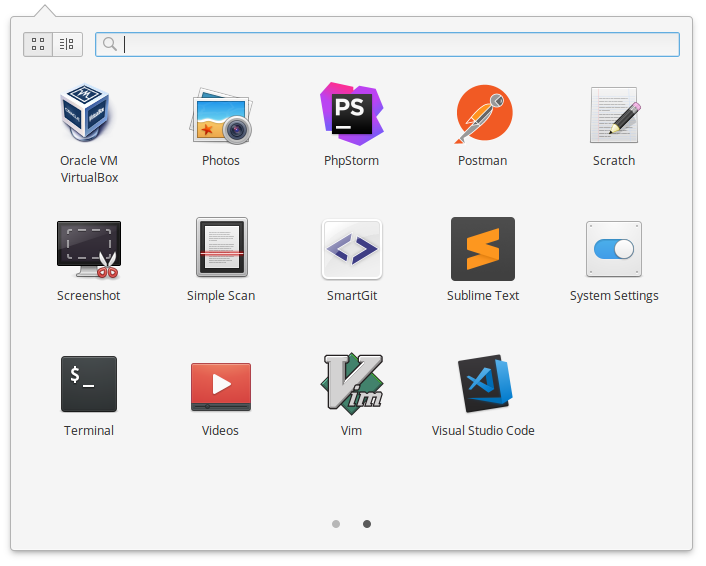 Oracle VM
VirtualBox
Photos
PS
PhpStorm
Postman
Scratch
Screenshot
Simple Scan
SmartGit
Sublime Text
System Settings
$_
Terminal
Videos
Vim
Vim
Visual Studio Code